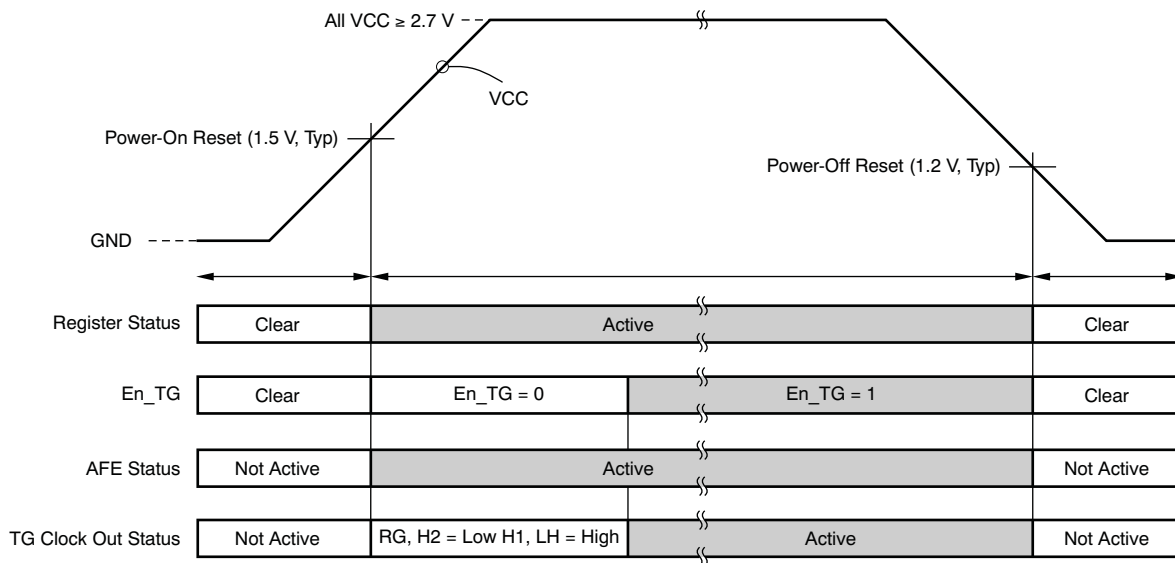 All VCC ≥ 2.7 V
VCC
Power-On Reset (1.5 V, Typ)
Power-Off Reset (1.2 V, Typ)
GND
Register Status Clear Active Clear
En_TG Clear En_TG = 0 En_TG = 1 Clear
AFE Status Not Active Active Not Active
TG Clock Out Status Not Active RG, H2 = Low H1, LH = High Active Not Active